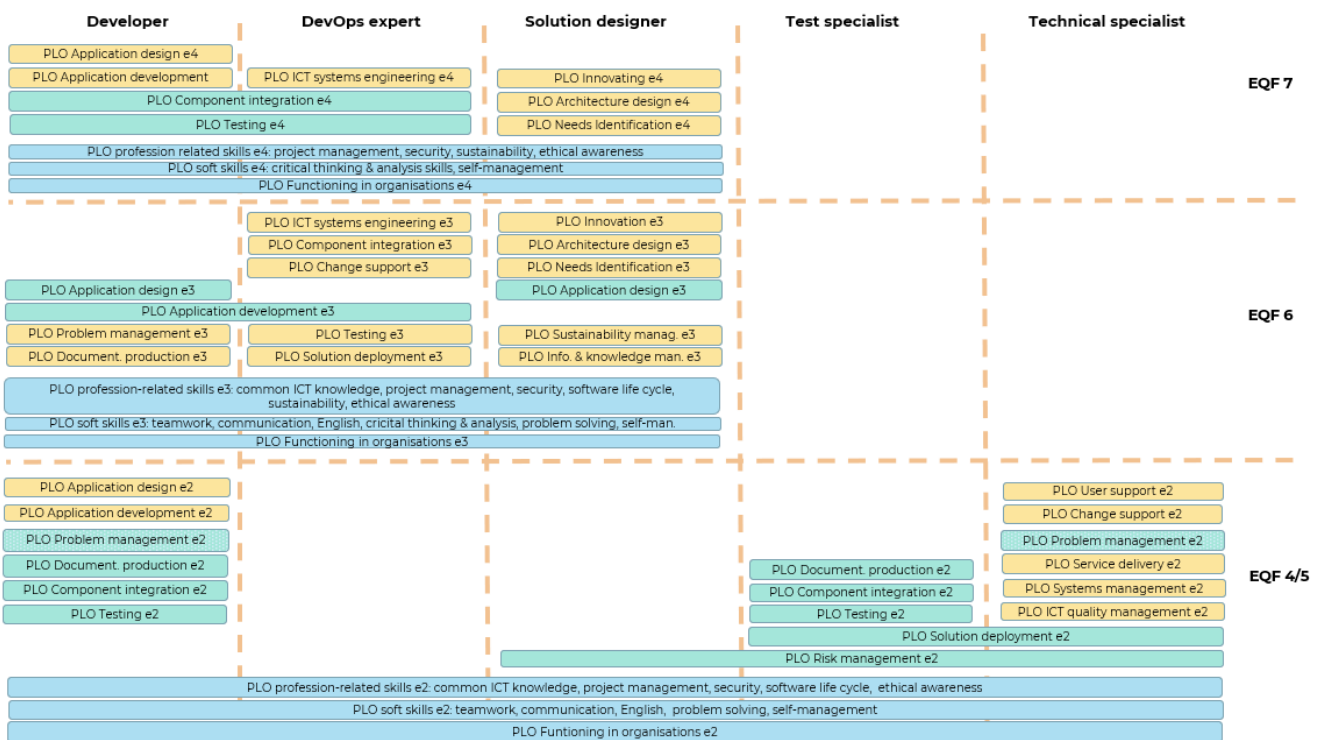 Developer
DevOps expert
Solution designer
Test specialist
Technical specialist
PLO Application design e4
PLO Application development
PLO ICT systems engineering e4
PLO Innovating e4
EQF 7
PLO Component integration e4
PLO Architecture design e4
PLO Testing e4
PLO Needs Identification e4
PLO profession related skills e4: project management, security, sustainability, ethical awareness
PLO soft skills e4: critical thinking & analysis skills, self-management
PLO Functioning in organisations e4
PLO ICT systems engineering e3
PLO Innovation e3
PLO Component integration e3
PLO Architecture design e3
PLO Change support e3
PLO Needs Identification e3
PLO Application design e3
PLO Application design e3
PLO Application development e3
EQF 6
PLO Problem management e3
PLO Testing e3
PLO Sustainability manag. e3
PLO Document. production e3
PLO Solution deployment e3
PLO Info. & knowledge man. e3
PLO profession-related skills e3: common ICT knowledge, project management, security, software life cycle,
sustainability, ethical awareness
PLO soft skills e3: teamwork, communication, English, cricital thinking & analysis, problem solving, self-man.
PLO Functioning in organisations e3
PLO Application design e2
PLO User support e2
PLO Application development e2
PLO Change support e2
PLO Problem management e2
PLO Problem management e2
PLO Document. production e2
PLO Document. production e2
PLO Service delivery e2
EQF 4/5
PLO Component integration e2
PLO Component integration e2
PLO Systems management e2
PLO Testing e2
PLO Testing e2
PLO ICT quality management e2
PLO Solution deployment e2
PLO Risk management e2
PLO profession-related skills e2: common ICT knowledge, project management, security, software life cycle, ethical awareness
PLO soft skills e2: teamwork, communication, English, problem solving, self-management
PLO Funtioning in organisations e2